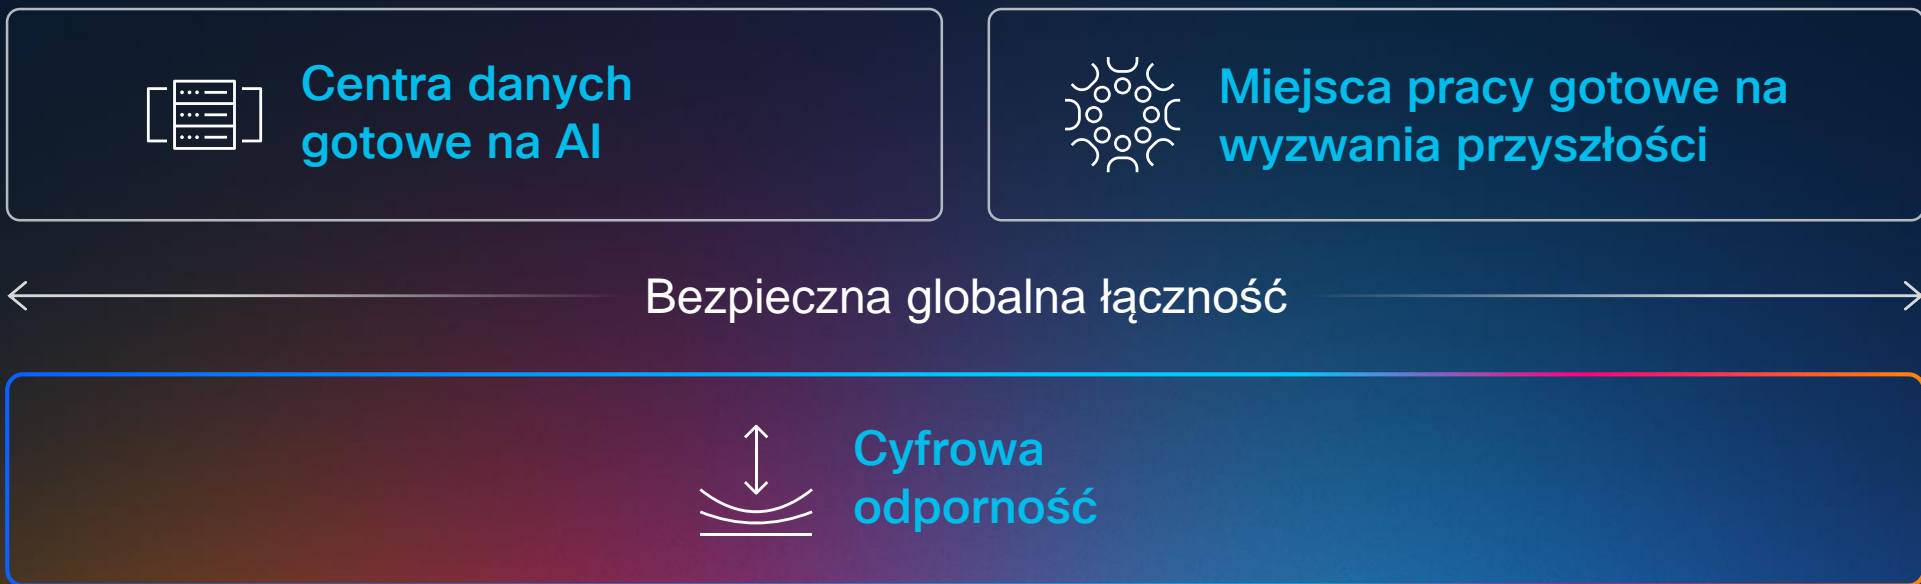 Centra danych
gotowe na AI
Miejsca pracy gotowe na
wyzwania przyszłości
Bezpieczna globalna łączność
Cyfrowa
odporność